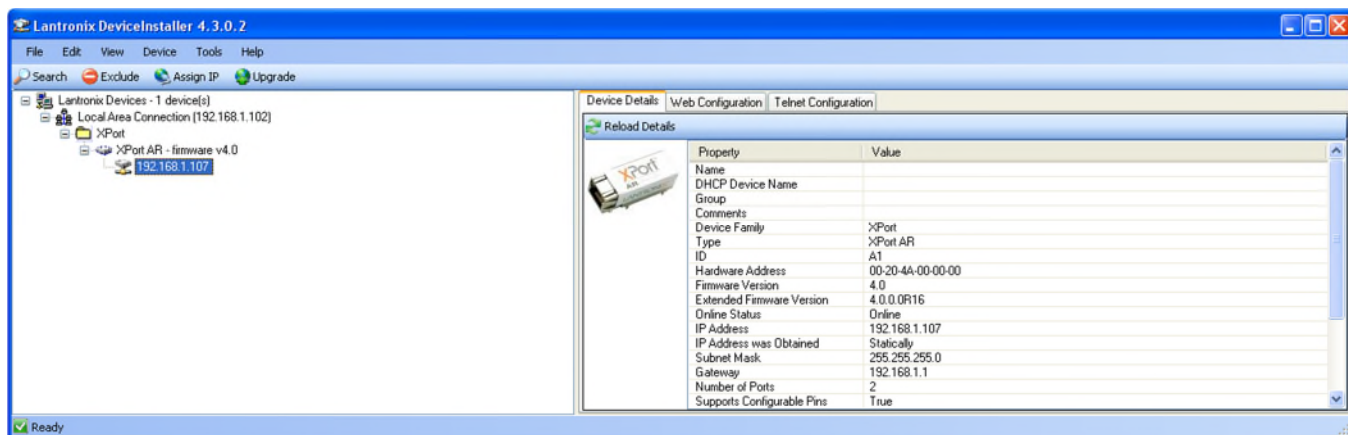 Lantronix DeviceInstaller 4.3.0.2
File Edit View Device Tools Help
Search Exclude Assign IP Upgrade
Lantronix Devices - 1 device(s)
Local Area Connection (192.168.1.102)
XPort
XPort AR - firmware v4.0
192.168.1.107
Device Details Web Configuration Telnet Configuration
Reload Details
XPort
AR
Property Value
Name
DHCP Device Name
Group
Comments
Device Family XPort
Type XPort AR
ID A1
Hardware Address 00-20-4A-00-00-00
Firmware Version 4.0
Extended Firmware Version 4.0.0.0R16
Online Status Online
IP Address 192.168.1.107
IP Address was Obtained Statically
Subnet Mask 255.255.255.0
Gateway 192.168.1.1
Number of Ports 2
Supports Configurable Pins True
Ready